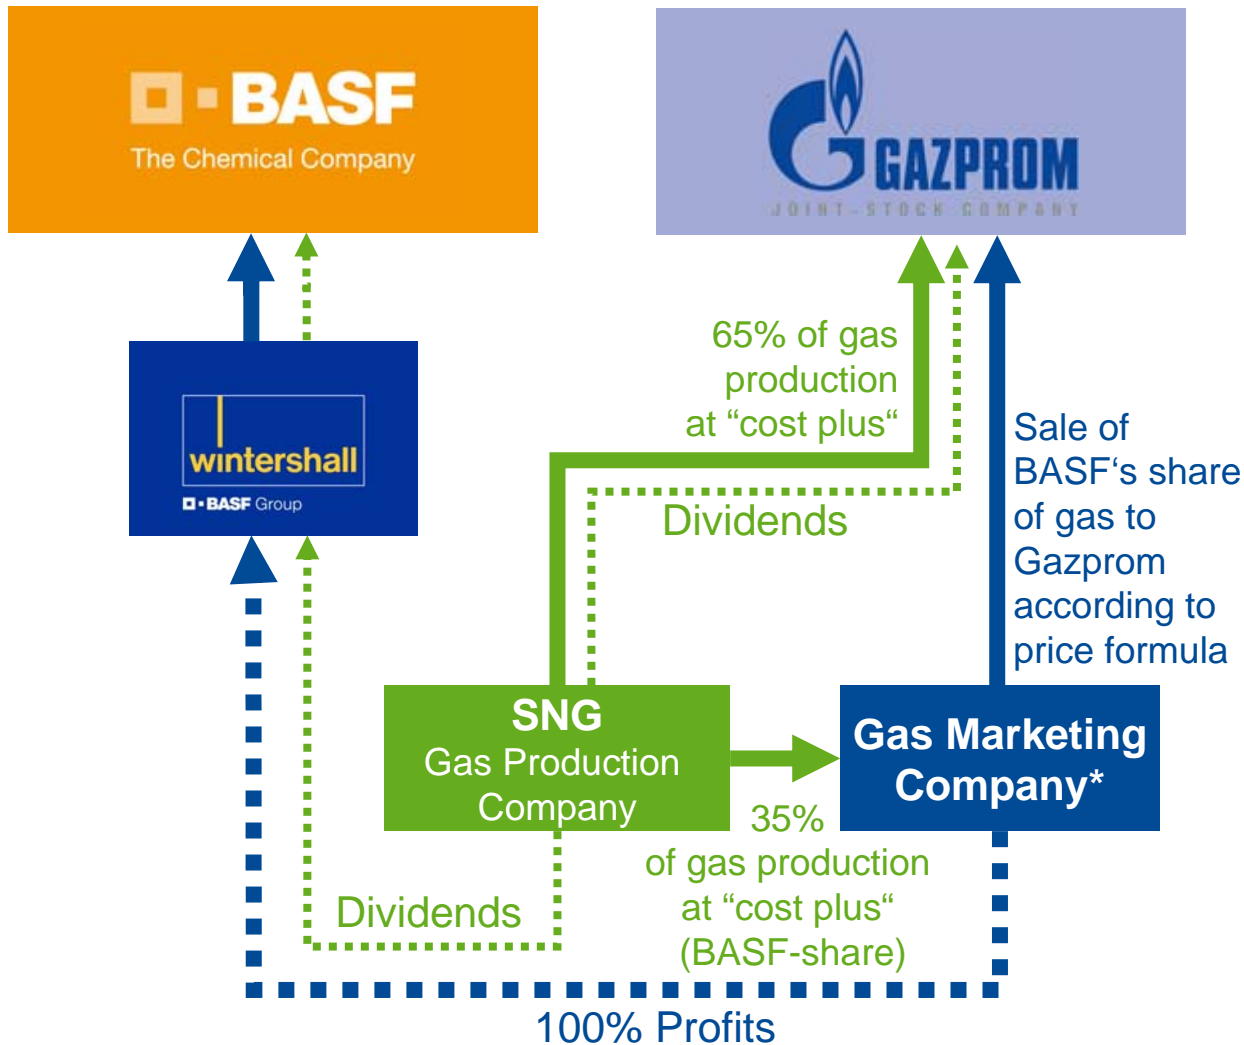 BASF
The Chemical Company
GAZPROM
JOINT-STOCK COMPANY
65% of gas
production
at “cost plus“
Sale of
BASF‘s share
of gas to
Gazprom
according to
price formula
wintershall
BASF Group
Dividends
SNG
Gas Production
Company
Gas Marketing
Company*
35%
of gas production
at “cost plus“
(BASF-share)
Dividends
100% Profits